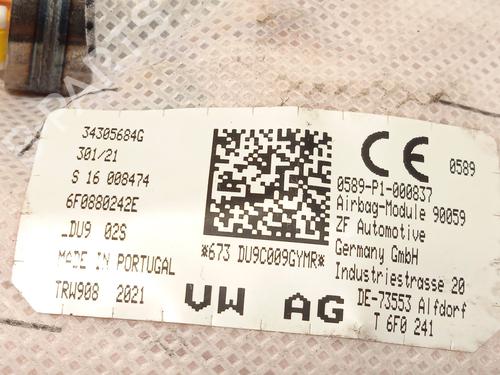 34305684G
301/21
S 16 008474
6F0880242E
_DU9 02S
MADE IN PORTUGAL
TRW908 2021
*673 DU9C009GYMR*
VW AG
CE 0589
0589-P1-000837
Airbag-Module 90059
ZF Automotive
Germany GmbH
Industriestrasse 20
DE-73553 Alfdorf
T 6F0 241